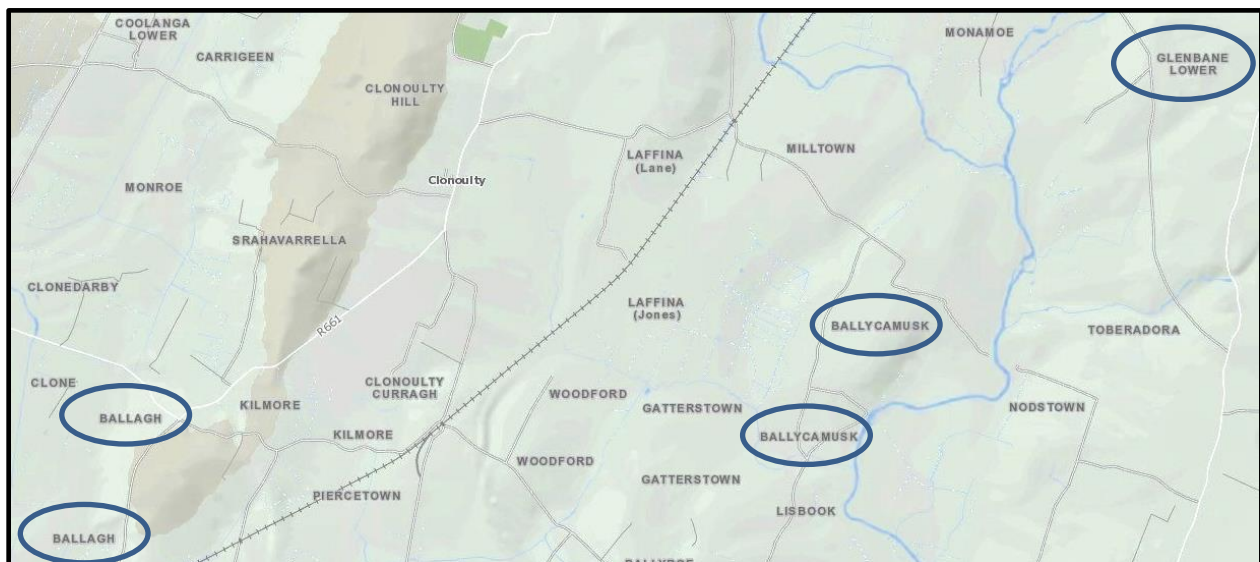 COOLANGA
LOWER
CARRIGEEN
MONAMOE
GLENBANE
LOWER
CLONOULTY
HILL
LAFFINA
(Lane)
MILLTOWN
Clonoulty
MONROE
SRAHAVARRELLA
CLONEDARBY
R661
LAFFINA
(Jones)
BALLYCAMUSK
TOBERADORA
CLONE
BALLAGH
KILMORE
CLONOULTY
CURRAGH
WOODFORD
GATTERSTOWN
NODSTOWN
KILMORE
BALLYCAMUSK
WOODFORD
PIERCETOWN
GATTERSTOWN
LISBOOK
BALLAGH